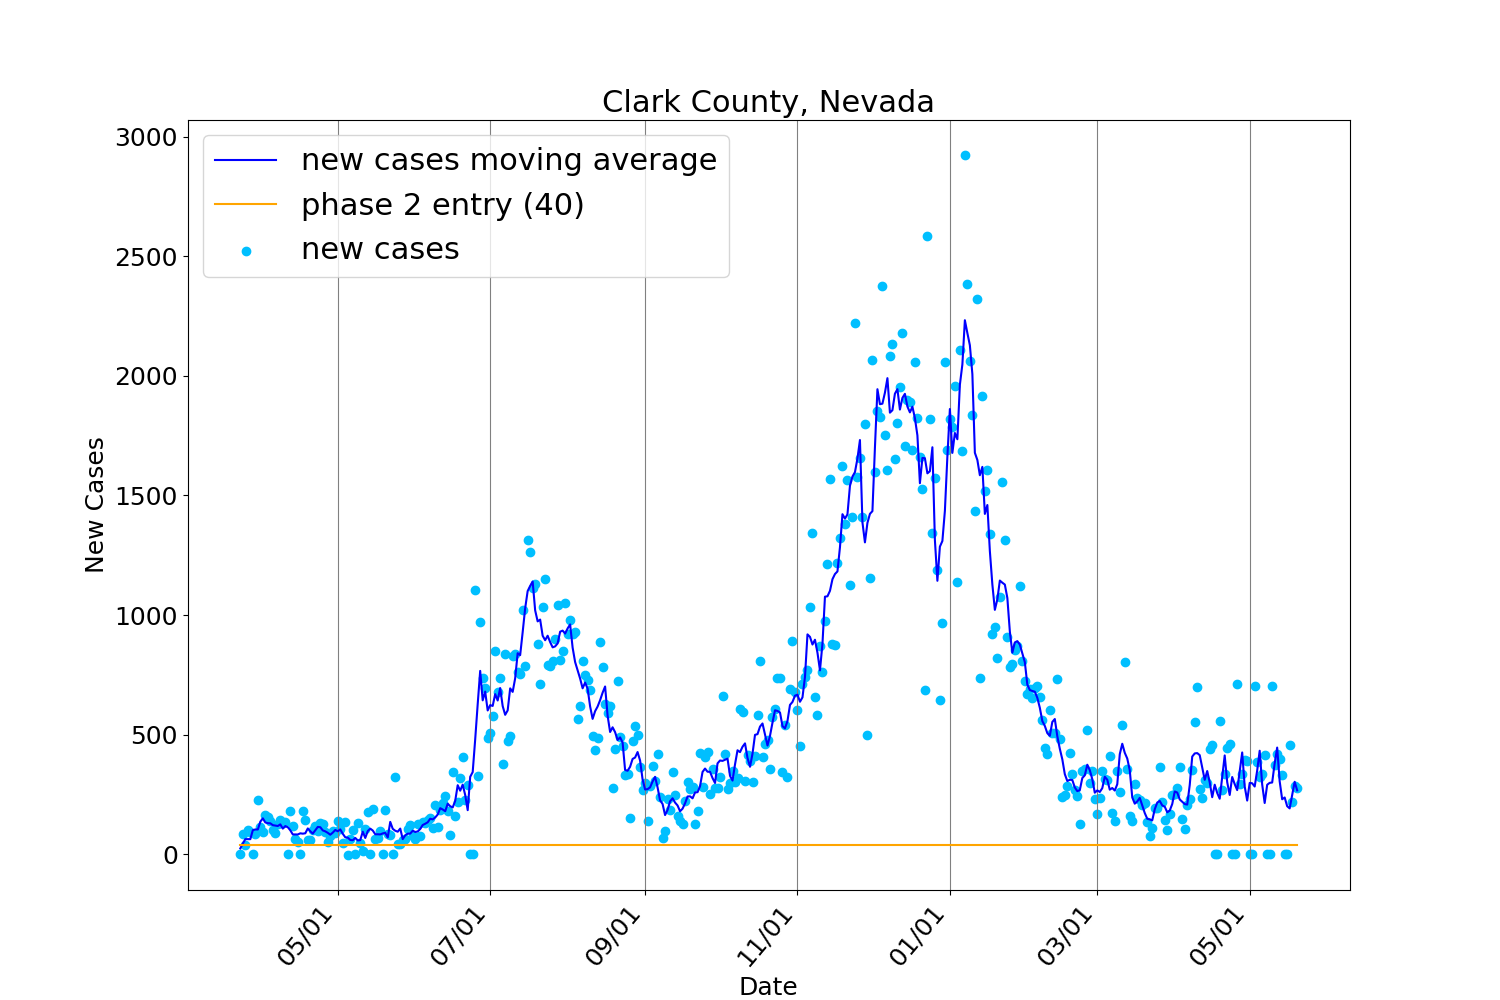 Clark County, Nevada
new cases moving average
phase 2 entry (40)
new cases
3000
2500
2000
1500
1000
500
0
New Cases
05/01
07/01
09/01
11/01
01/01
03/01
05/01
Date